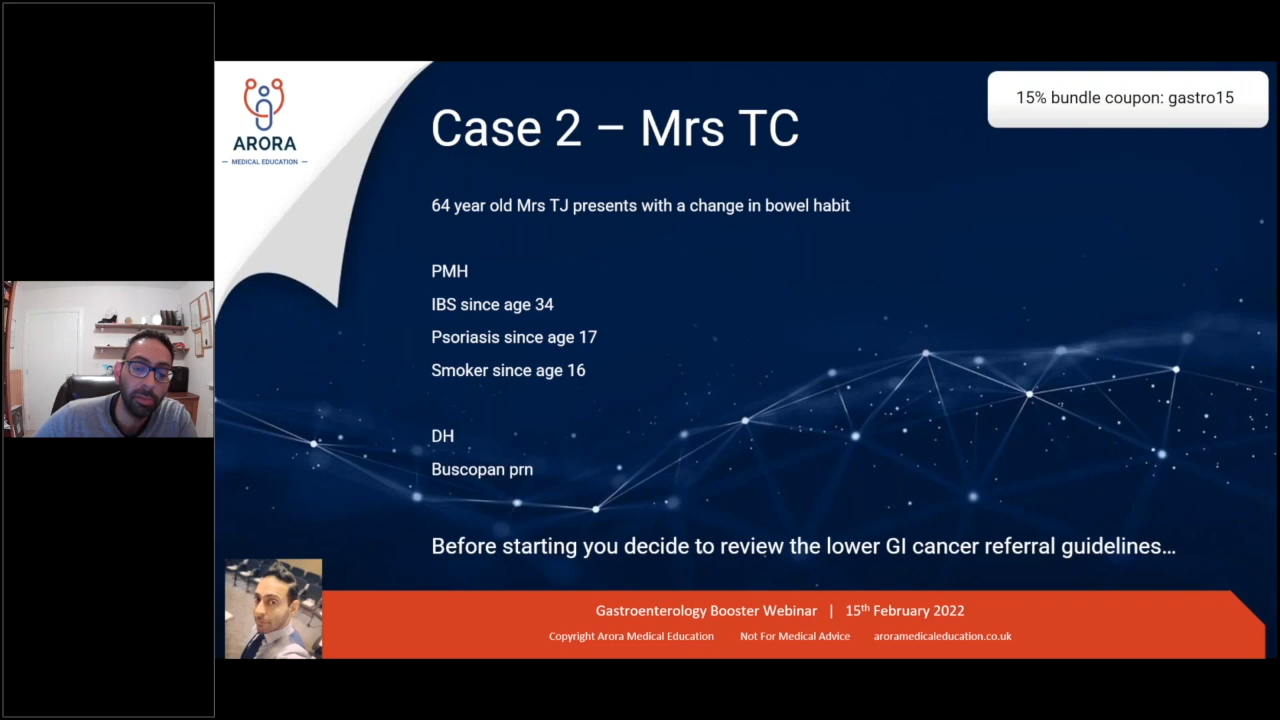 ARORA
MEDICAL EDUCATION
15% bundle coupon: gastro15
Case 2 – Mrs TC
64 year old Mrs TJ presents with a change in bowel habit
PMH
IBS since age 34
Psoriasis since age 17
Smoker since age 16
DH
Buscopan prn
Before starting you decide to review the lower GI cancer referral guidelines...
Gastroenterology Booster Webinar | 15th February 2022
Copyright Arora Medical Education Not For Medical Advice aroramedicaleducation.co.uk